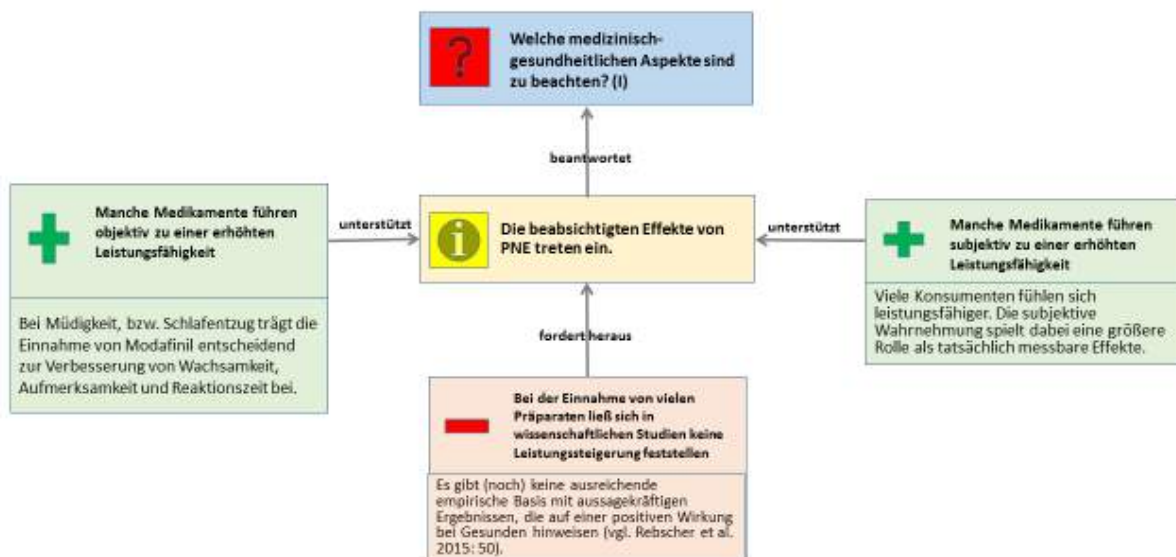 ?
Welche medizinisch-
gesundheitlichen Aspekte sind
zu beachten? (I)
beantwortet
Manche Medikamente führen
objektiv zu einer erhöhten
Leistungsfähigkeit
Bei Müdigkeit, bzw. Schlafentzug trägt die
Einnahme von Modafinil entscheidend
zur Verbesserung von Wachsamkeit,
Aufmerksamkeit und Reaktionszeit bei.
unterstützt
i
Die beabsichtigten Effekte von
PNE treten ein.
unterstützt
Manche Medikamente führen
subjektiv zu einer erhöhten
Leistungsfähigkeit
Viele Konsumenten fühlen sich
leistungsfähiger. Die subjektive
Wahrnehmung spielt dabei eine größere
Rolle als tatsächlich messbare Effekte.
fordert heraus
Bei der Einnahme von vielen
Präparaten ließ sich in
wissenschaftlichen Studien keine
Leistungssteigerung feststellen
Es gibt (noch) keine ausreichende
empirische Basis mit aussagekräftigen
Ergebnissen, die auf einer positiven Wirkung
bei Gesunden hinweisen (vgl. Rebscher et al.
2015: 50).